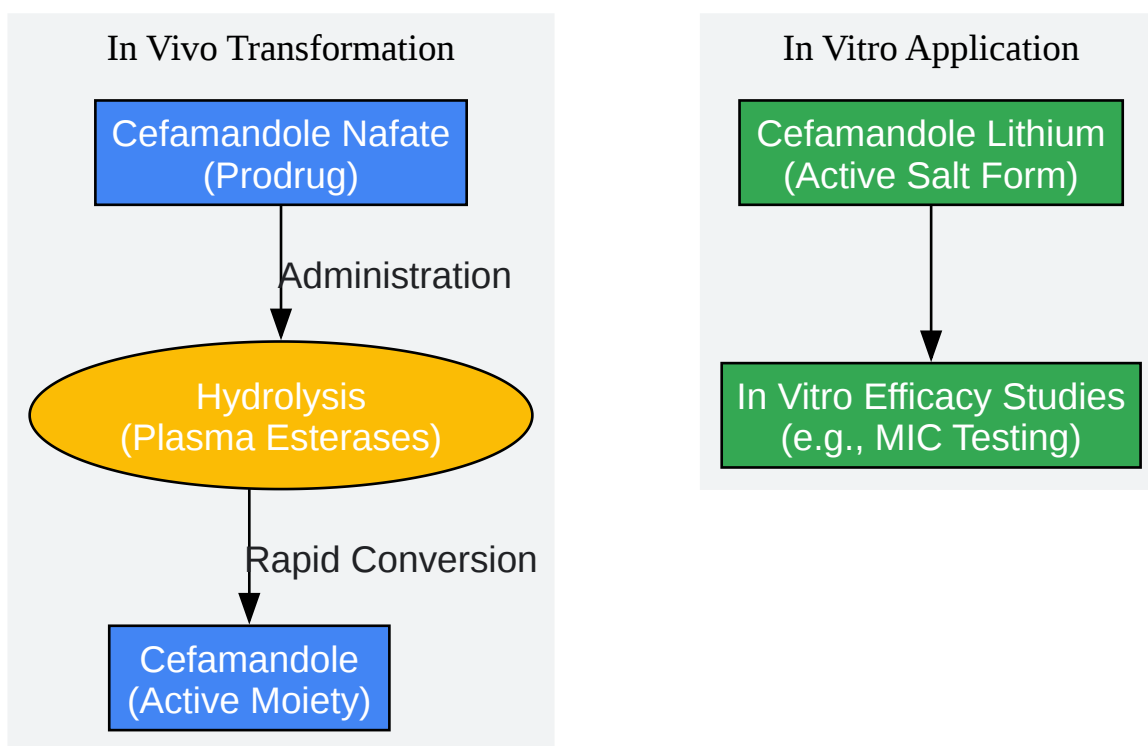 In Vivo Transformation
Cefamandole Nafate
(Prodrug)
Administration
Hydrolysis
(Plasma Esterases)
Rapid Conversion
Cefamandole
(Active Moiety)
In Vitro Application
Cefamandole Lithium
(Active Salt Form)
In Vitro Efficacy Studies
(e.g., MIC Testing)